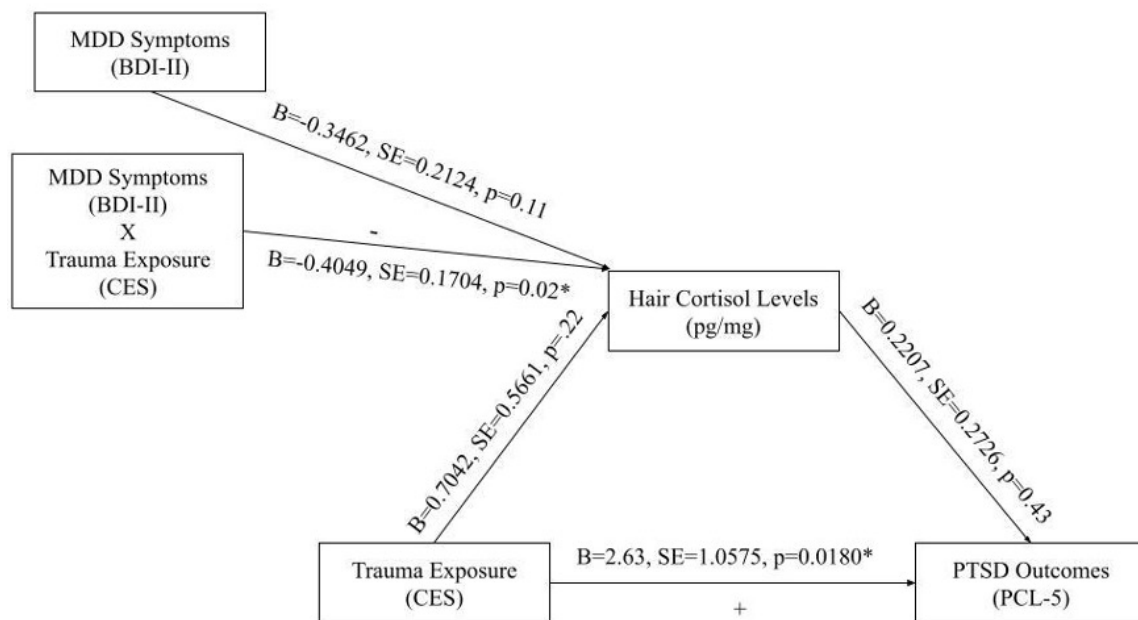 MDD Symptoms
(BDI-II)
B=-0.3462, SE=0.2124, p=0.11
MDD Symptoms
(BDI-II)
X
Trauma Exposure
(CES)
-
B=-0.4049, SE=0.1704, p=0.02*
Hair Cortisol Levels
(pg/mg)
B=0.7042, SE=0.5661, p=.22
B=0.2207, SE=0.2726, p=0.43
Trauma Exposure
(CES)
B=2.63, SE=1.0575, p=0.0180*
+
PTSD Outcomes
(PCL-5)